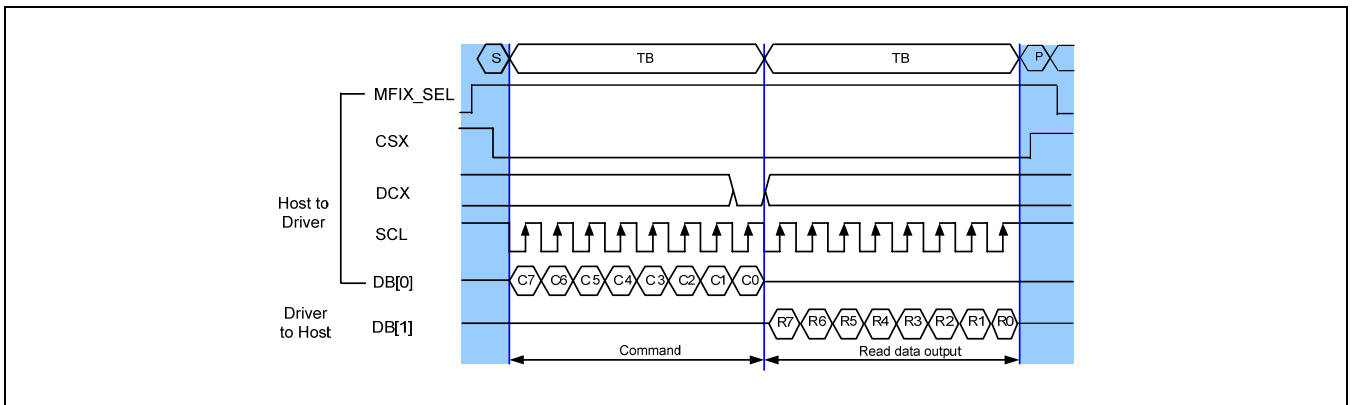 S TB TB P
MFIX_SEL
CSX
DCX
Host to
Driver
SCL
DB[0] C7 C6 C5 C4 C3 C2 C1 C0
Driver
to Host
DB[1] R7 R6 R5 R4 R3 R2 R1 R0
Command Read data output